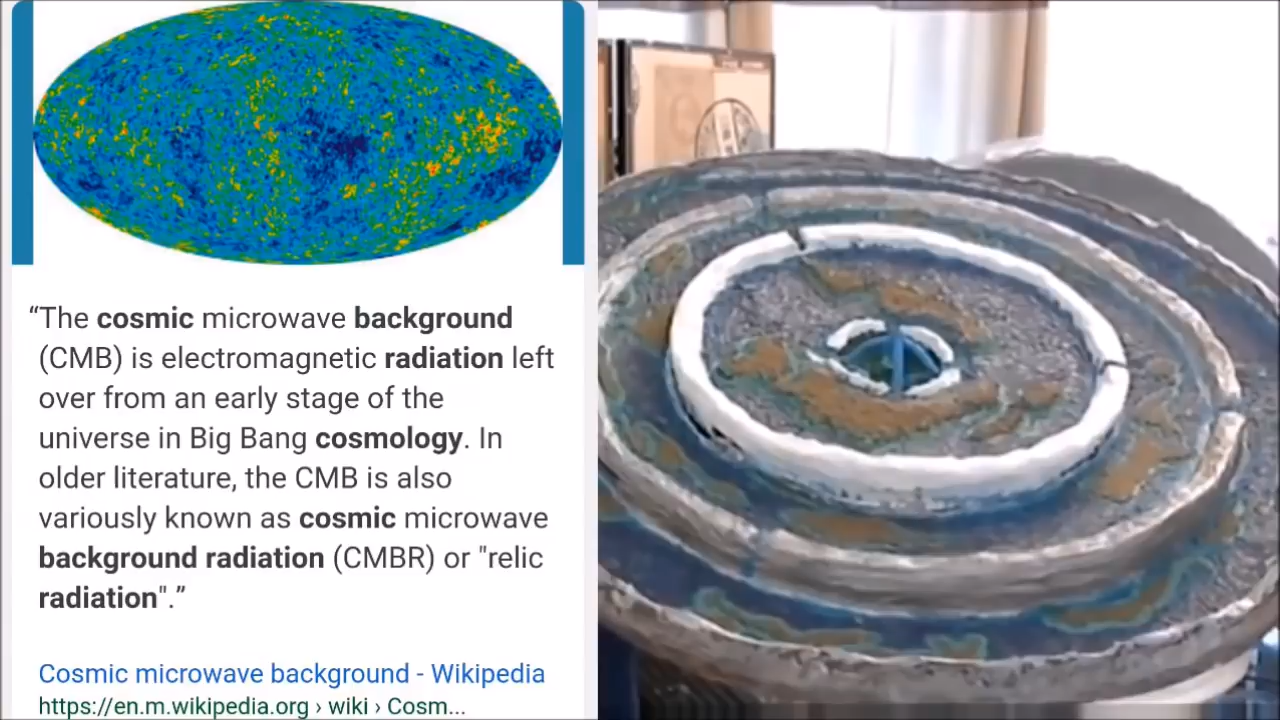 “The cosmic microwave background
(CMB) is electromagnetic radiation left
over from an early stage of the
universe in Big Bang cosmology. In
older literature, the CMB is also
variously known as cosmic microwave
background radiation (CMBR) or "relic
radiation".”
Cosmic microwave background - Wikipedia
https://en.m.wikipedia.org › wiki › Cosm...